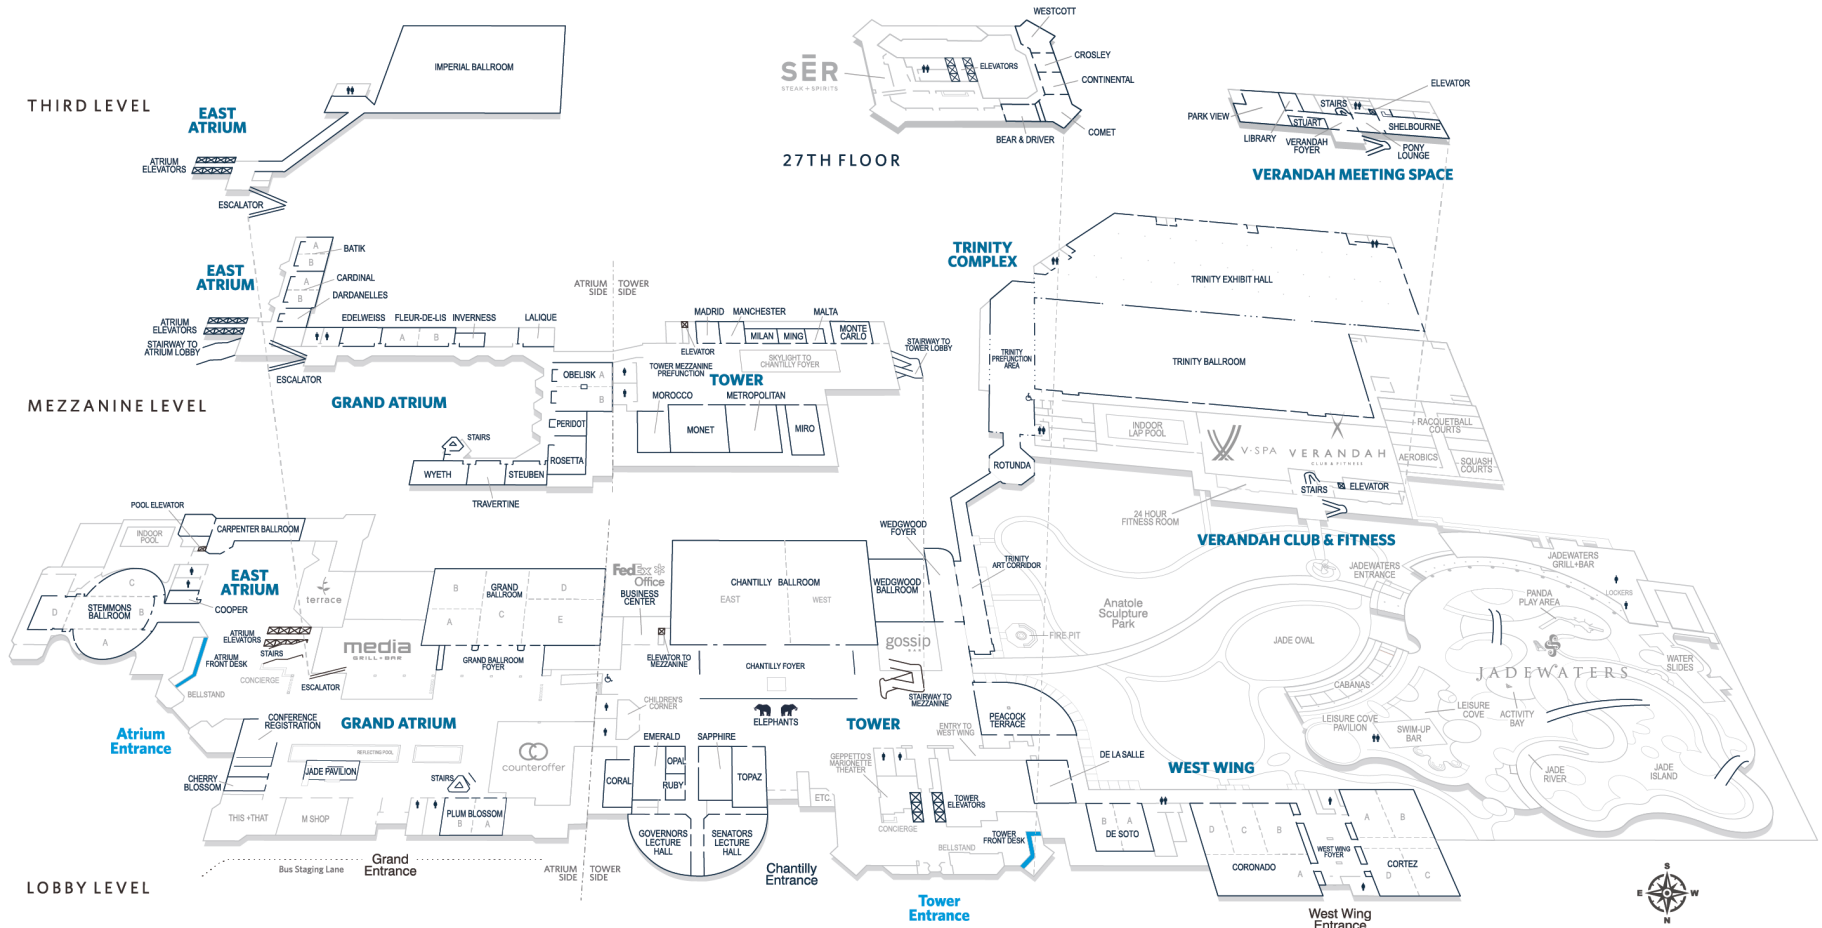 THIRD LEVEL
EAST
ATRIUM
IMPERIAL BALLROOM
ATRIUM
ELEVATORS
ESCALATOR
SĒR
STEAK + SPIRITS
ELEVATORS
WESTCOTT
CROSLEY
CONTINENTAL
COMET
BEAR & DRIVER
27TH FLOOR
ELEVATOR
STAIRS
PARK VIEW
LIBRARY
STUART
VERANDAH
FOYER
SHELBOURNE
PONY
LOUNGE
VERANDAH MEETING SPACE
MEZZANINE LEVEL
EAST
ATRIUM
A
B
BATIK
A
B
CARDINAL
DARDANELLES
ATRIUM
ELEVATORS
STAIRWAY TO
ATRIUM LOBBY
ESCALATOR
EDELWEISS
FLEUR-DE-LIS
A
B
INVERNESS
LALIQUE
GRAND ATRIUM
ATRIUM
SIDE
TOWER
SIDE
OBELISK
A
B
PERIDOT
ROSETTA
STAIRS
WYETH
STEUBEN
TRAVERTINE
MADRID
MANCHESTER
MALTA
MILAN
MING
MONTE
CARLO
ELEVATOR
TOWER MEZZANINE
PREFUNCTION
SKYLIGHT TO
CHANTILLY FOYER
STAIRWAY TO
TOWER LOBBY
TOWER
MOROCCO
METROPOLITAN
MONET
MIRO
TRINITY
COMPLEX
TRINITY EXHIBIT HALL
TRINITY
PREFUNCTION
AREA
TRINITY BALLROOM
ROTUNDA
INDOOR
LAP POOL
V-SPA
VERANDAH
CLUB & FITNESS
RACQUETBALL
COURTS
AEROBICS
SQUASH
COURTS
STAIRS
ELEVATOR
24 HOUR
FITNESS ROOM
VERANDAH CLUB & FITNESS
LOBBY LEVEL
POOL ELEVATOR
INDOOR
POOL
CARPENTER BALLROOM
EAST
ATRIUM
C
D
STEMMONS
BALLROOM
B
A
COOPER
terrace
ATRIUM
ELEVATORS
STAIRS
ATRIUM
FRONT DESK
CONCIERGE
BELLSTAND
ESCALATOR
media
GRILL+BAR
B
GRAND
BALLROOM
D
A
C
E
GRAND BALLROOM
FOYER
Atrium
Entrance
CONFERENCE
REGISTRATION
GRAND ATRIUM
REFLECTING POOL
CHERRY
BLOSSOM
JADE PAVILION
STAIRS
counteroffer
THIS +THAT
M SHOP
PLUM BLOSSOM
B
A
Grand
Entrance
Bus Staging Lane
ATRIUM
SIDE
TOWER
SIDE
FedEx
Office
BUSINESS
CENTER
ELEVATOR TO
MEZZANINE
CHANTILLY BALLROOM
EAST
WEST
CHANTILLY FOYER
CHILDREN'S
CORNER
ELEPHANTS
WEDGWOOD
FOYER
WEDGWOOD
BALLROOM
TRINITY
ART CORRIDOR
gossip
STAIRWAY TO
MEZZANINE
TOWER
EMERALD
SAPPHIRE
OPAL
CORAL
RUBY
TOPAZ
GOVERNORS
LECTURE
HALL
SENATORS
LECTURE
HALL
ETC.
Chantilly
Entrance
GEPPETTO'S
MARIONETTE
THEATER
ENTRY TO
WEST WING
PEACOCK
TERRACE
TOWER
ELEVATORS
CONCIERGE
BELLSTAND
TOWER
FRONT DESK
Tower
Entrance
DE LA SALLE
WEST WING
B
A
DE SOTO
D
C
B
CORONADO
A
WEST WING
FOYER
A
B
CORTEZ
D
C
West Wing
Entrance
Anatole
Sculpture
Park
FIRE PIT
JADE OVAL
JADEWATERS
ENTRANCE
JADEWATERS
GRILL+BAR
LOCKERS
PANDA
PLAY AREA
JADEWATERS
WATER
SLIDES
CABANAS
LEISURE COVE
PAVILION
LEISURE
COVE
SWIM-UP
BAR
ACTIVITY
BAY
JADE
RIVER
JADE
ISLAND
S
E
W
N